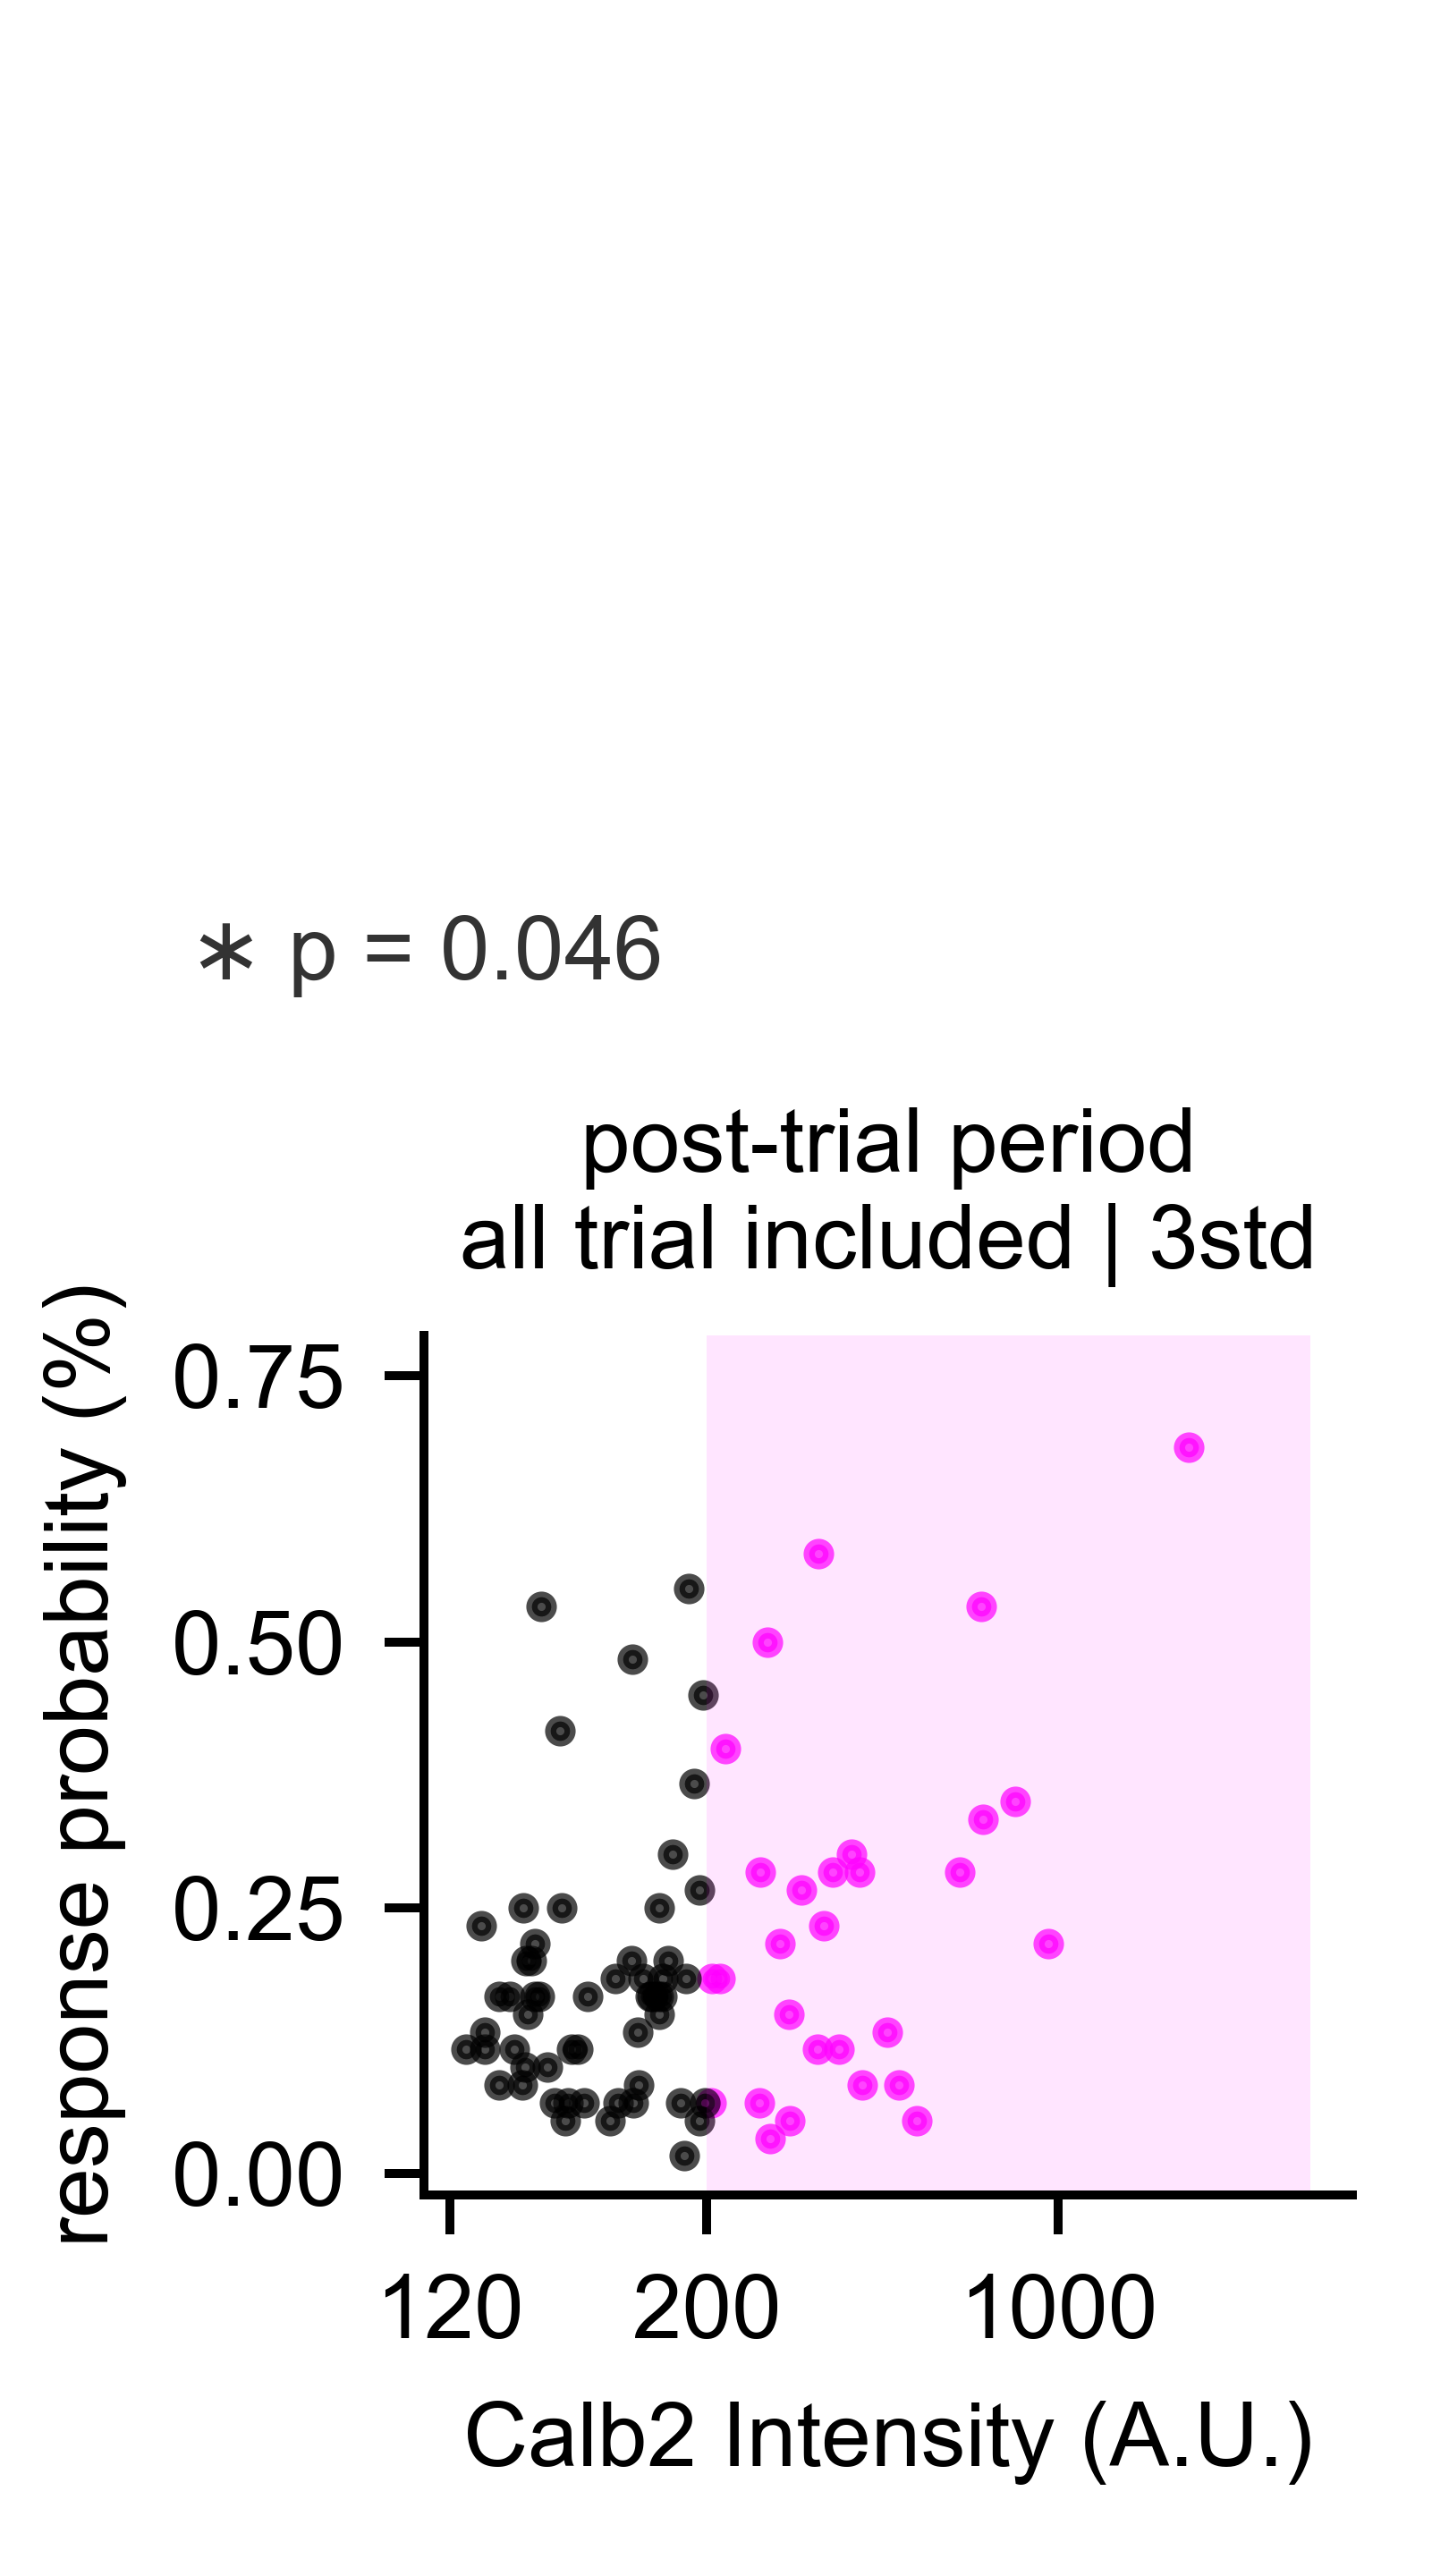 ∗ p = 0.046
post-trial period
all trial included | 3std
response probability (%)
0.75
0.50
0.25
0.00
120 200 1000
Calb2 Intensity (A.U.)